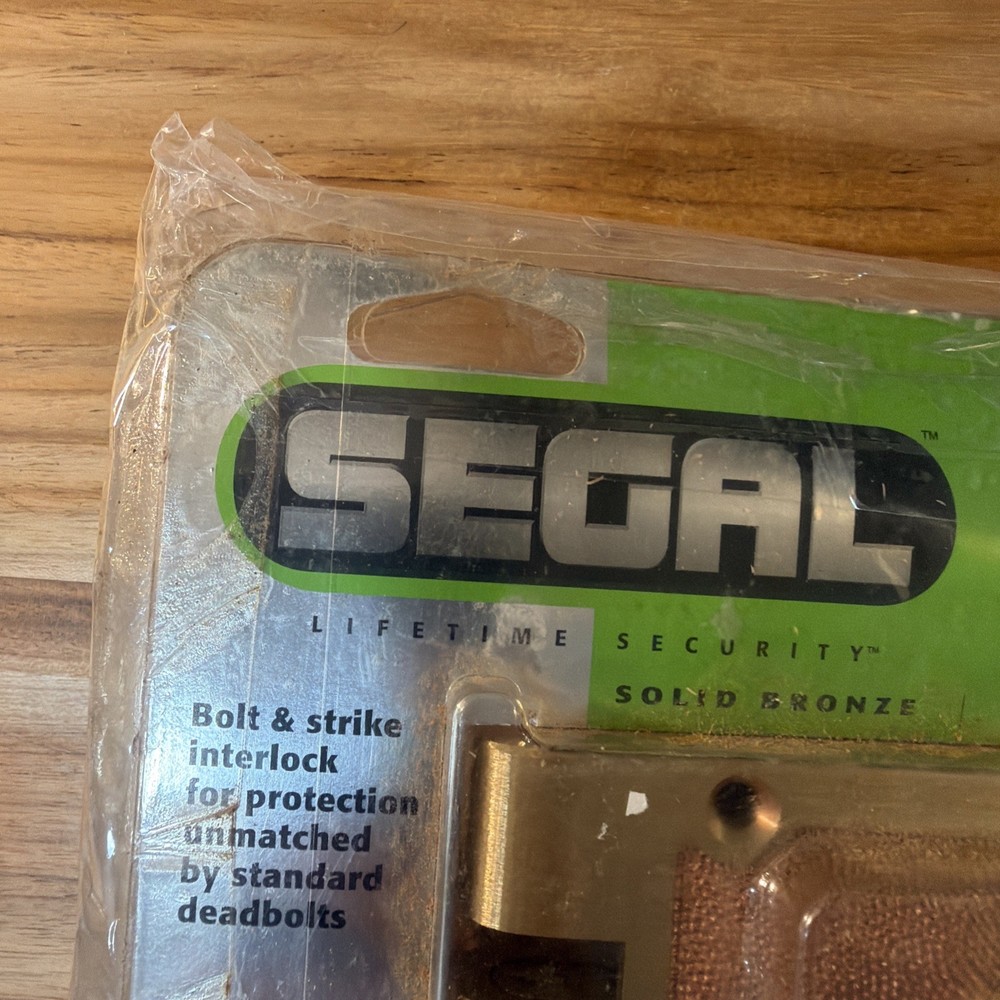 SEGAL™
LIFETIME SECURITY™
SOLID BRONZE
Bolt & strike
interlock
for protection
unmatched
by standard
deadbolts